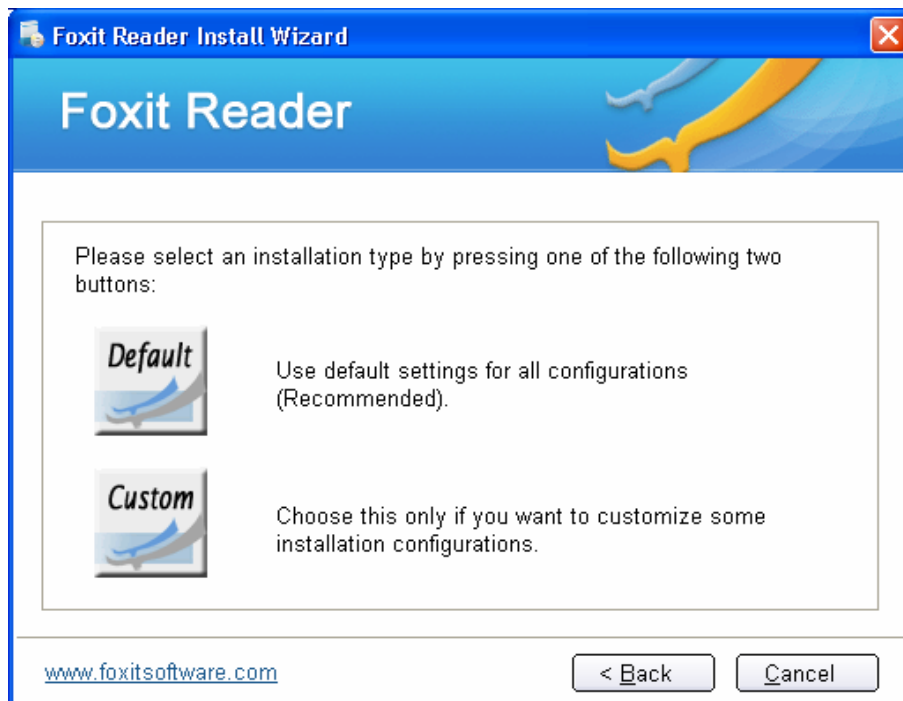 Foxit Reader Install Wizard
Foxit Reader
Please select an installation type by pressing one of the following two
buttons:
Default
Use default settings for all configurations
(Recommended).
Custom
Choose this only if you want to customize some
installation configurations.
www.foxitsoftware.com
< Back
Cancel